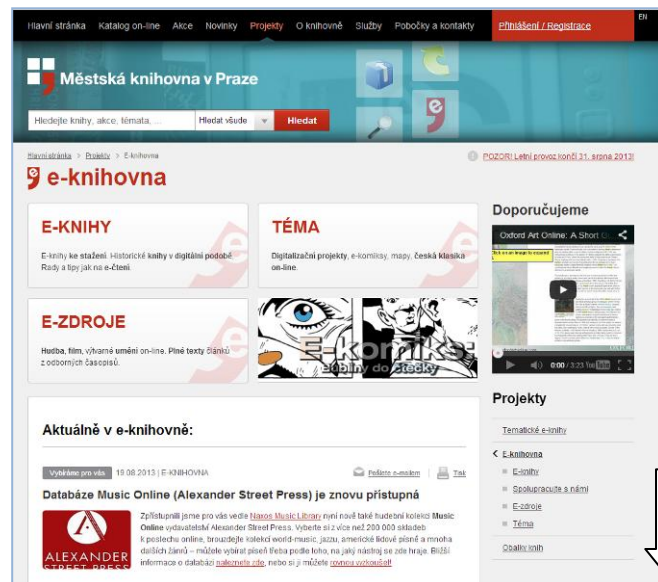 Hlavní stránka Katalog on-line Akce Novinky Projekty O knihovně Služby Pobočky a kontakty Přihlášení / Registrace EN
Městská knihovna v Praze
Hledejte knihy, akce, témata, ... Hledat všude Hledat
Hlavní stránka > Projekty > E-knihovna
POZOR! Letní provoz končí 31. srpna 2013!
e-knihovna
E-KNIHY
E-knihy ke stažení. Historické knihy v digitální podobě.
Rady a tipy jak na e-čtení.
TÉMA
Digitalizační projekty, e-komiksy, mapy, česká klasika
on-line.
E-ZDROJE
Hudba, film, výtvarné umění on-line. Plné texty článků
z odborných časopisů.
E-komiks:
bubliny do čtečky
Doporučujeme
Oxford Art Online: A Short
0:00 / 3:23 YouTube
Projekty
Tematické e-knihy
E-knihovna
E-knihy
Spolupracujte s námi
E-zdroje
Téma
Obálky knih
Aktuálně v e-knihovně:
Vybíráme pro vás 19.08.2013 | E-KNIHOVNA Pošlete e-mailem Tisk
Databáze Music Online (Alexander Street Press) je znovu přístupná
ALEXANDER
STREET PRESS
Zpřístupnili jsme pro vás vedle Naxos Music Library nyní nově také hudební kolekci Music
Online vydavatelství Alexander Street Press. Vyberte si z více než 200 000 skladeb
k poslechu online, brouzdejte kolekcí world-music, jazzu, americké lidové písně a mnoha
dalších žánrů – můžete vybírat písně třeba podle toho, na jaký nástroj se zde hraje. Bližší
informace o databázi naleznete zde, nebo si ji můžete rovnou vyzkoušet!